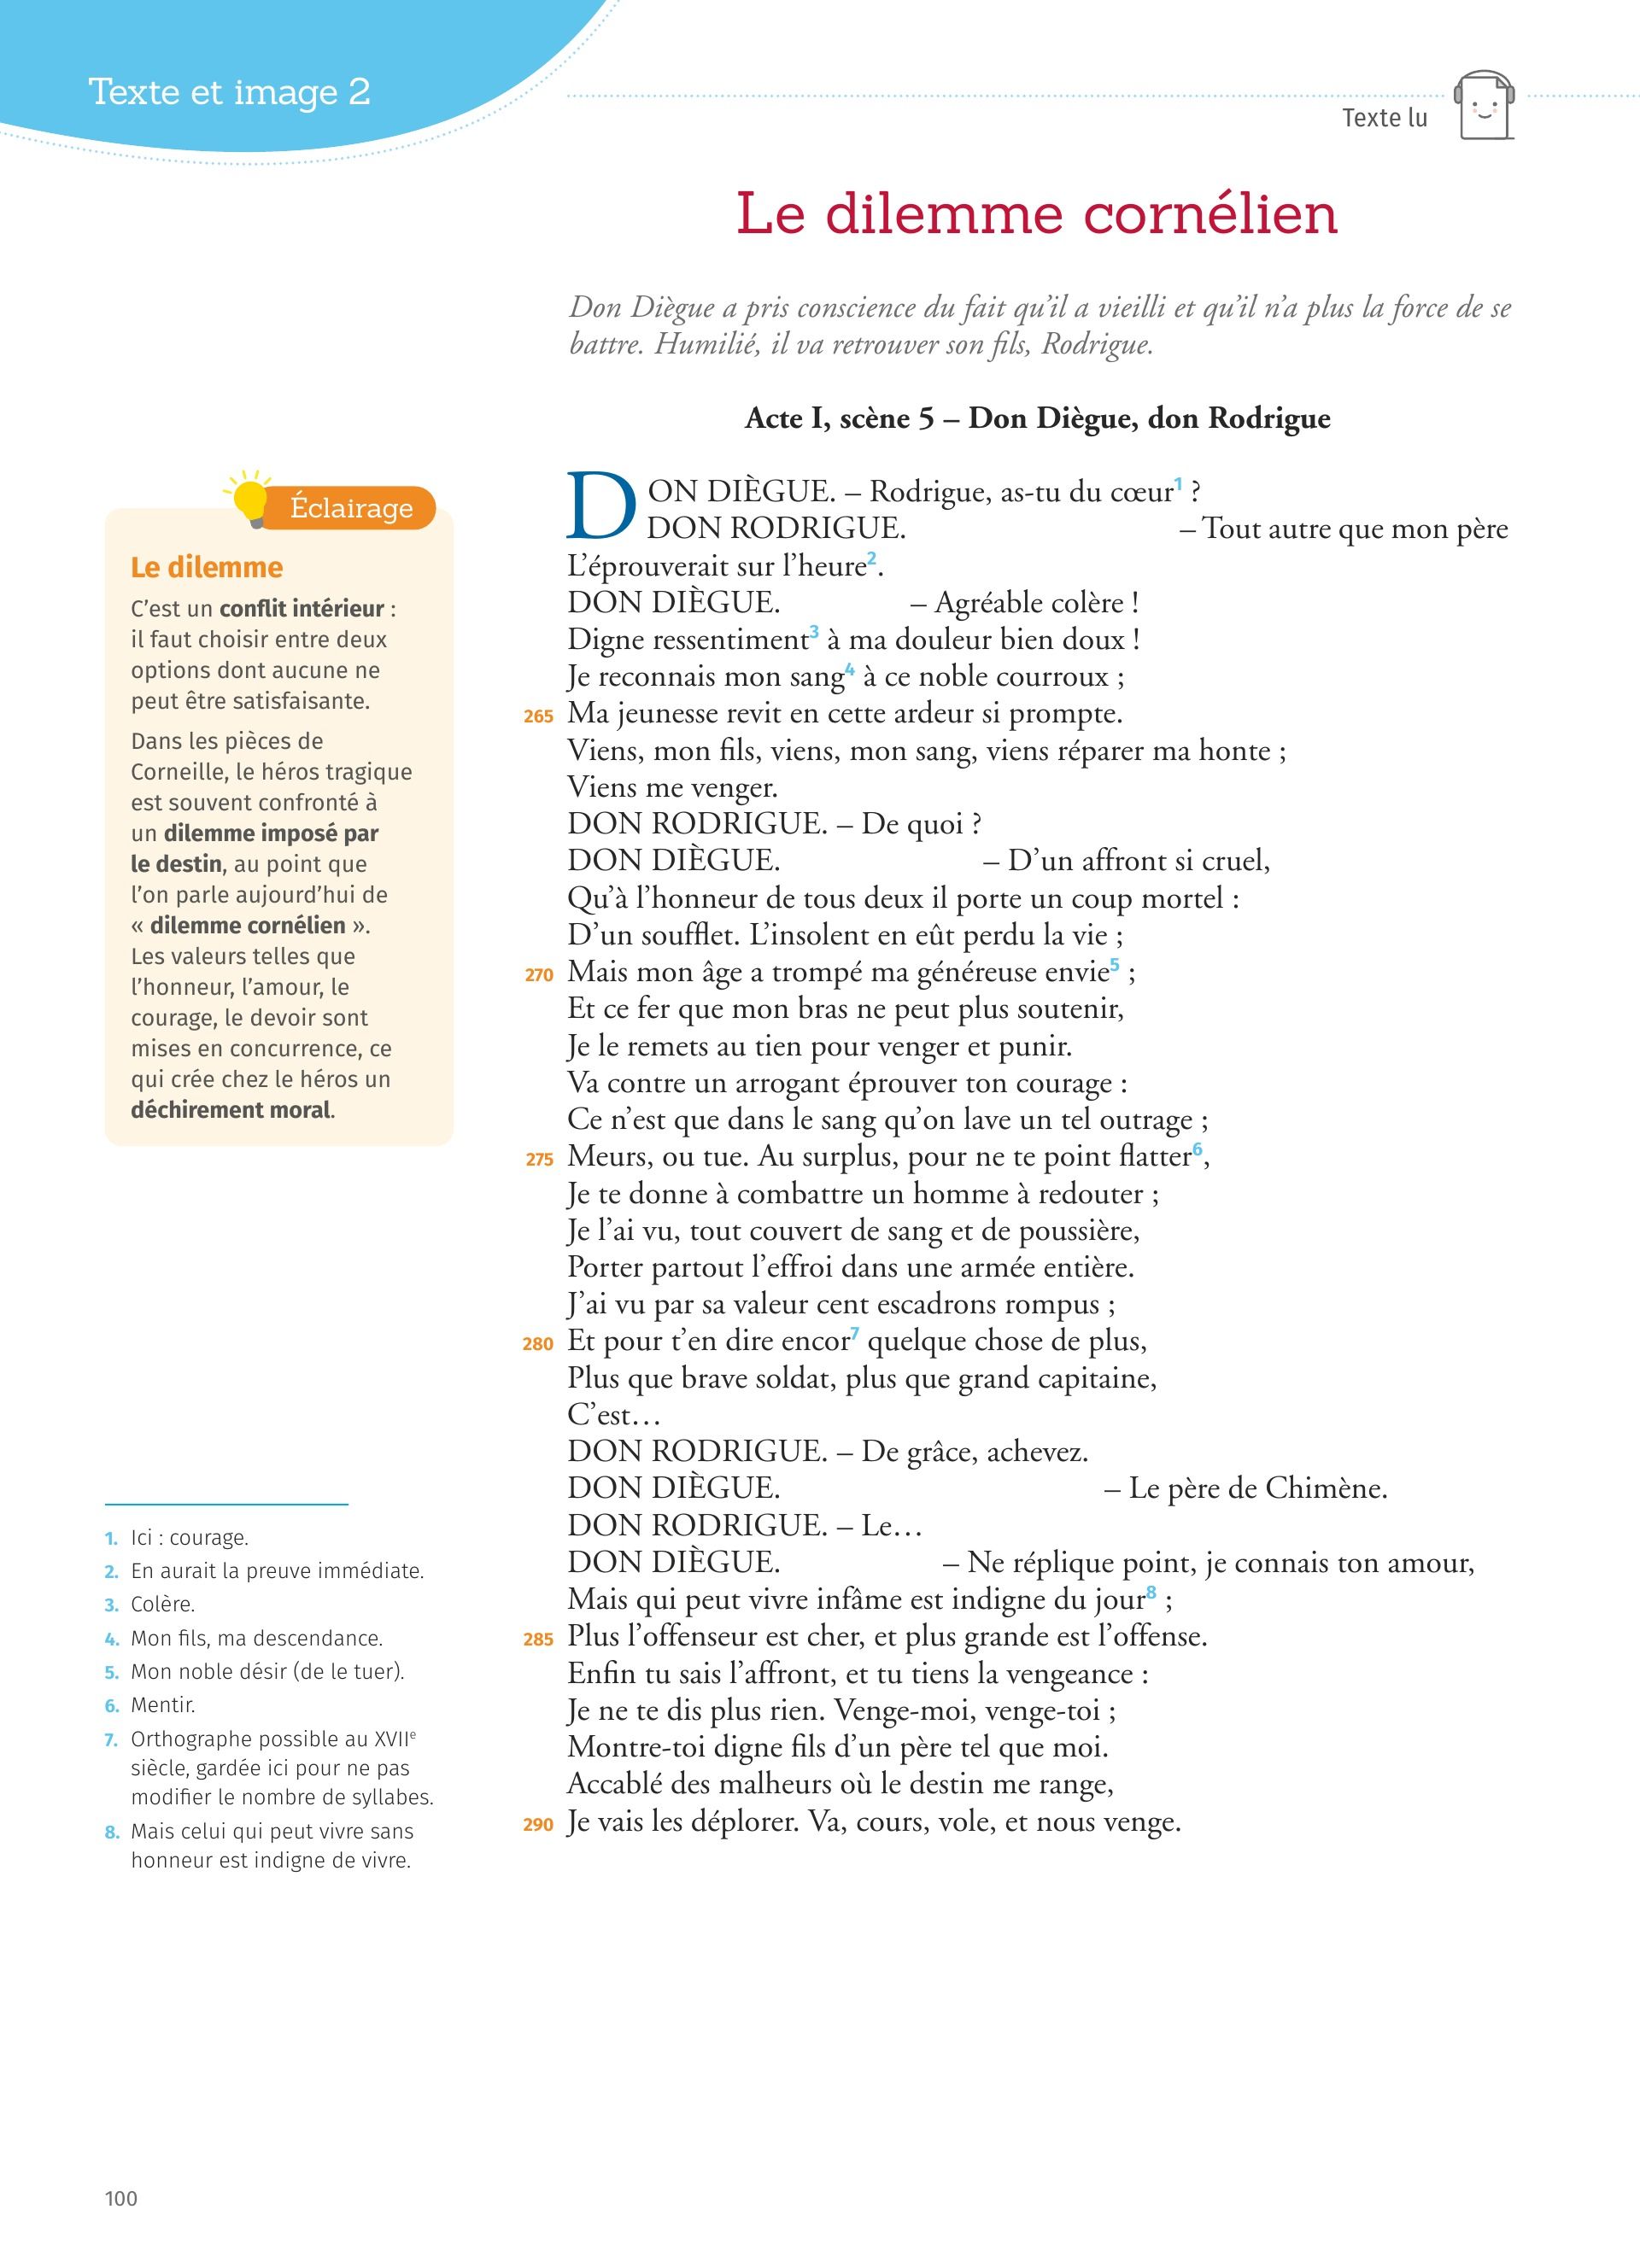 Texte et image 2
Texte lu
Le dilemme cornélien
Don Diègue a pris conscience du fait qu’il a vieilli et qu’il n’a plus la force de se
battre. Humilié, il va retrouver son fils, Rodrigue.
Acte I, scène 5 – Don Diègue, don Rodrigue
DON DIÈGUE. – Rodrigue, as-tu du cœur¹ ?
DON RODRIGUE. – Tout autre que mon père
L’éprouverait sur l’heure².
DON DIÈGUE. – Agréable colère !
Digne ressentiment³ à ma douleur bien doux !
Je reconnais mon sang⁴ à ce noble courroux ;
265 Ma jeunesse revit en cette ardeur si prompte.
Viens, mon fils, viens, mon sang, viens réparer ma honte ;
Viens me venger.
DON RODRIGUE. – De quoi ?
DON DIÈGUE. – D’un affront si cruel,
Qu’à l’honneur de tous deux il porte un coup mortel :
D’un soufflet. L’insolent en eût perdu la vie ;
270 Mais mon âge a trompé ma généreuse envie⁵ ;
Et ce fer que mon bras ne peut plus soutenir,
Je le remets au tien pour venger et punir.
Va contre un arrogant éprouver ton courage :
Ce n’est que dans le sang qu’on lave un tel outrage ;
275 Meurs, ou tue. Au surplus, pour ne te point flatter⁶,
Je te donne à combattre un homme à redouter ;
Je l’ai vu, tout couvert de sang et de poussière,
Porter partout l’effroi dans une armée entière.
J’ai vu par sa valeur cent escadrons rompus ;
280 Et pour t’en dire encor⁷ quelque chose de plus,
Plus que brave soldat, plus que grand capitaine,
C’est…
DON RODRIGUE. – De grâce, achevez.
DON DIÈGUE. – Le père de Chimène.
DON RODRIGUE. – Le…
DON DIÈGUE. – Ne réplique point, je connais ton amour,
Mais qui peut vivre infâme est indigne du jour⁸ ;
285 Plus l’offenseur est cher, et plus grande est l’offense.
Enfin tu sais l’affront, et tu tiens la vengeance :
Je ne te dis plus rien. Venge-moi, venge-toi ;
Montre-toi digne fils d’un père tel que moi.
Accablé des malheurs où le destin me range,
290 Je vais les déplorer. Va, cours, vole, et nous venge.
Éclairage
Le dilemme
C’est un conflit intérieur :
il faut choisir entre deux
options dont aucune ne
peut être satisfaisante.
Dans les pièces de
Corneille, le héros tragique
est souvent confronté à
un dilemme imposé par
le destin, au point que
l’on parle aujourd’hui de
« dilemme cornélien ».
Les valeurs telles que
l’honneur, l’amour, le
courage, le devoir sont
mises en concurrence, ce
qui crée chez le héros un
déchirement moral.
1. Ici : courage.
2. En aurait la preuve immédiate.
3. Colère.
4. Mon fils, ma descendance.
5. Mon noble désir (de le tuer).
6. Mentir.
7. Orthographe possible au XVIIᵉ
siècle, gardée ici pour ne pas
modifier le nombre de syllabes.
8. Mais celui qui peut vivre sans
honneur est indigne de vivre.
100